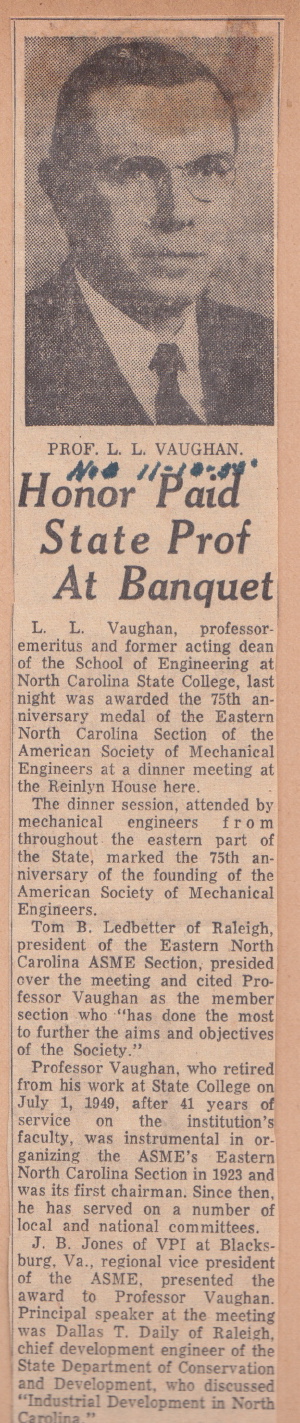 PROF. L. L. VAUGHAN.
Honor Paid
State Prof
At Banquet
L. L. Vaughan, professor-
emeritus and former acting dean
of the School of Engineering at
North Carolina State College, last
night was awarded the 75th an-
niversary medal of the Eastern
North Carolina Section of the
American Society of Mechanical
Engineers at a dinner meeting at
the Reinlyn House here.
The dinner session, attended by
mechanical engineers from
throughout the eastern part of
the State, marked the 75th an-
niversary of the founding of the
American Society of Mechanical
Engineers.
Tom B. Ledbetter of Raleigh,
president of the Eastern North
Carolina ASME Section, presided
over the meeting and cited Pro-
fessor Vaughan as the member
section who "has done the most
to further the aims and objectives
of the Society."
Professor Vaughan, who retired
from his work at State College on
July 1, 1949, after 41 years of
service on the institution's
faculty, was instrumental in or-
ganizing the ASME's Eastern
North Carolina Section in 1923 and
was its first chairman. Since then,
he has served on a number of
local and national committees.
J. B. Jones of VPI at Blacks-
burg, Va., regional vice president
of the ASME, presented the
award to Professor Vaughan.
Principal speaker at the meeting
was Dallas T. Daily of Raleigh,
chief development engineer of the
State Department of Conservation
and Development, who discussed
"Industrial Development in North
Carolina."